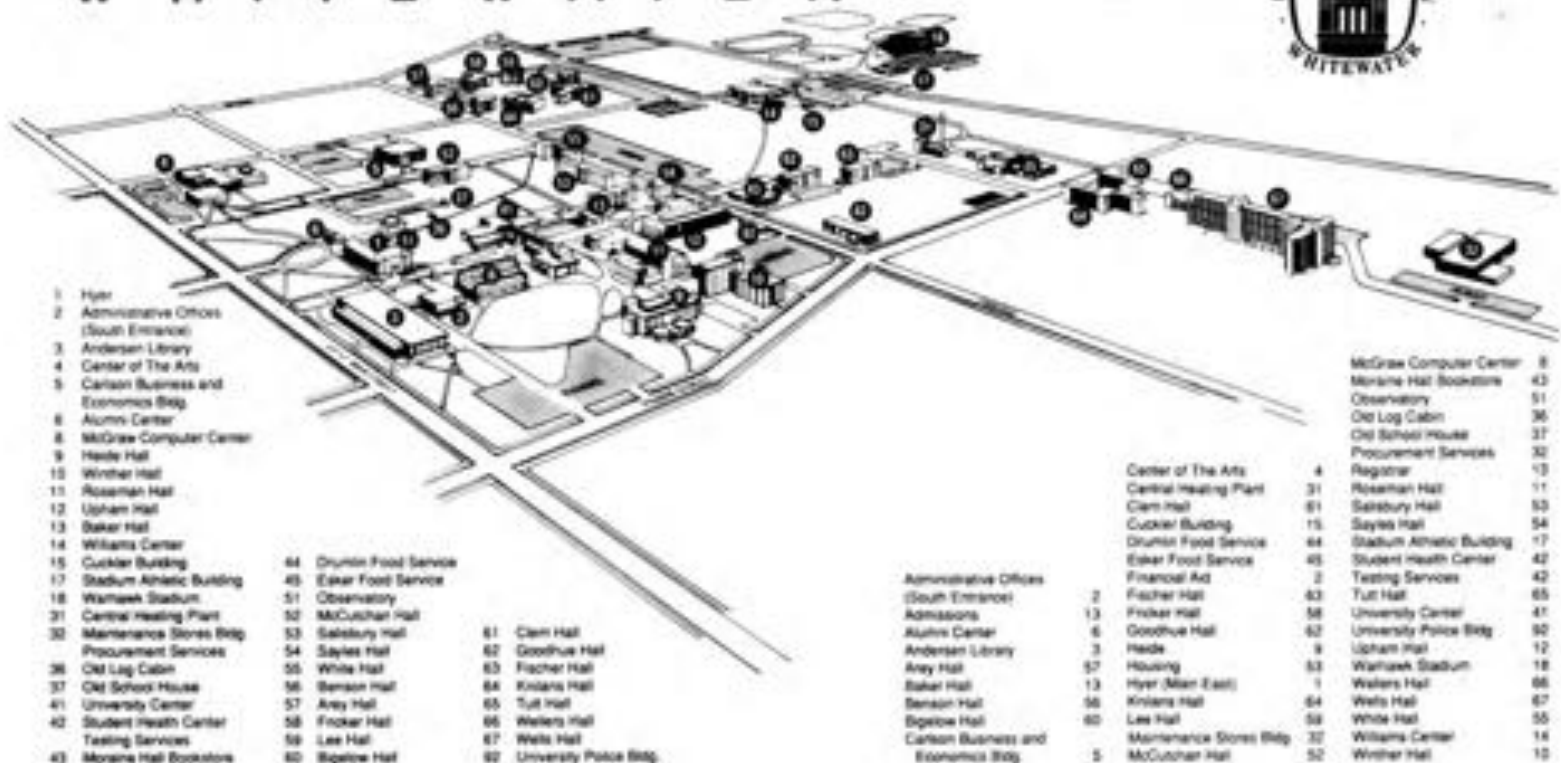 WHITEWATER
1 Hyer
2 Administrative Offices
(South Entrance)
3 Andersen Library
4 Center of The Arts
5 Carlson Business and
Economics Bldg.
6 Alumni Center
8 McGraw Computer Center
9 Heide Hall
10 Winther Hall
11 Roseman Hall
12 Upham Hall
13 Baker Hall
14 Williams Center
15 Cuckler Building
17 Stadium Athletic Building
18 Warhawk Stadium
31 Central Heating Plant
32 Maintenance Stores Bldg.
Procurement Services
36 Old Log Cabin
37 Old School House
41 University Center
42 Student Health Center
Testing Services
43 Moraine Hall Bookstore
44 Drumlin Food Service
45 Esker Food Service
51 Observatory
52 McCutchan Hall
53 Salisbury Hall
54 Sayles Hall
55 White Hall
56 Benson Hall
57 Arey Hall
58 Fricker Hall
59 Lee Hall
60 Bigelow Hall
61 Clem Hall
62 Goodhue Hall
63 Fischer Hall
64 Knilans Hall
65 Tutt Hall
66 Wellers Hall
67 Wells Hall
92 University Police Bldg.
Administrative Offices
(South Entrance) 2
Admissions 13
Alumni Center 6
Andersen Library 3
Arey Hall 57
Baker Hall 13
Benson Hall 56
Bigelow Hall 60
Carlson Business and
Economics Bldg. 5
Center of The Arts 4
Central Heating Plant 31
Clem Hall 61
Cuckler Building 15
Drumlin Food Service 44
Esker Food Service 45
Financial Aid 2
Fischer Hall 63
Fricker Hall 58
Goodhue Hall 62
Heide 9
Housing 53
Hyer (Main East) 1
Knilans Hall 64
Lee Hall 59
Maintenance Stores Bldg 32
McCutchan Hall 52
McGraw Computer Center 8
Moraine Hall Bookstore 43
Observatory 51
Old Log Cabin 36
Old School House 37
Procurement Services 32
Registrar 13
Roseman Hall 11
Salisbury Hall 53
Sayles Hall 54
Stadium Athletic Building 17
Student Health Center 42
Testing Services 42
Tutt Hall 65
University Center 41
University Police Bldg 92
Upham Hall 12
Warhawk Stadium 18
Wellers Hall 66
Wells Hall 67
White Hall 55
Williams Center 14
Winther Hall 10